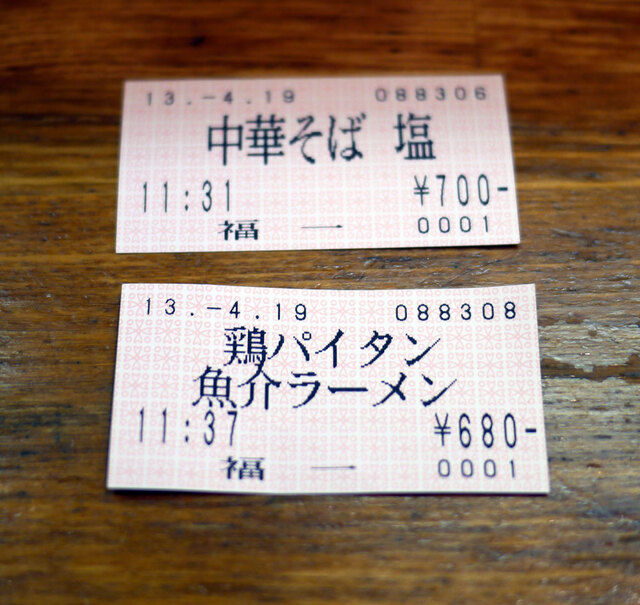 13.-4.19 088306
中華そば 塩
11:31 ¥700-
福一 0001
13.-4.19 088308
鶏パイタン
魚介ラーメン
11:37 ¥680-
福一 0001